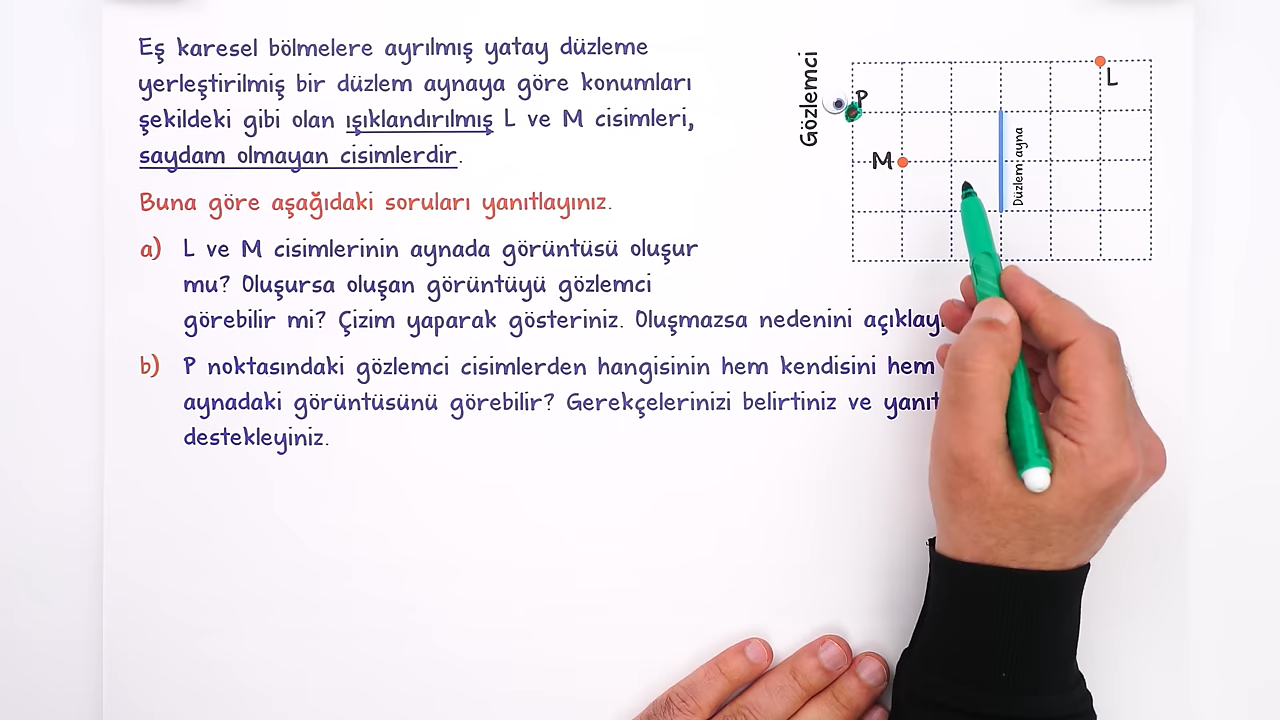 Eş karesel bölmelere ayrılmış yatay düzleme
yerleştirilmiş bir düzlem aynaya göre konumları
şekildeki gibi olan ışıklandırılmış L ve M cisimleri,
saydam olmayan cisimlerdir.
Buna göre aşağıdaki soruları yanıtlayınız.
a) L ve M cisimlerinin aynada görüntüsü oluşur
mu? Oluşursa oluşan görüntüyü gözlemci
görebilir mi? Çizim yaparak gösteriniz. Oluşmazsa nedenini
b) P noktasındaki gözlemci cisimlerden hangisinin hem kendisini hem
aynadaki görüntüsünü görebilir? Gerekçelerinizi belirtiniz ve
destekleyiniz.
Gözlemci
P
L
M
Düzlem ayna